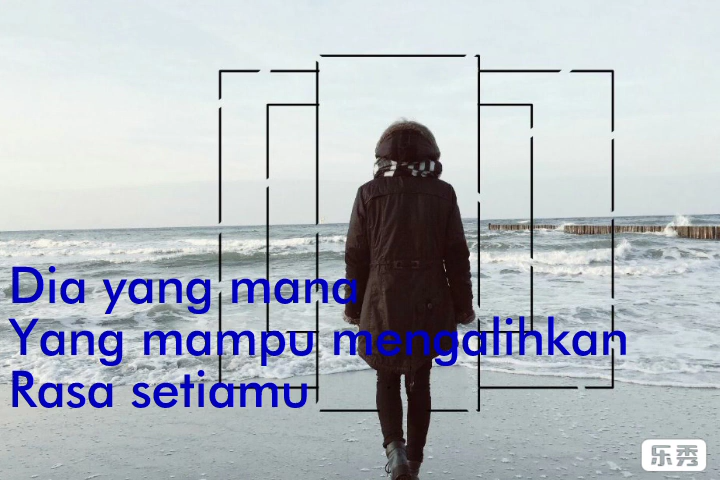 Dia yang mana
Yang mampu mengalihkan
Rasa setiamu
乐秀